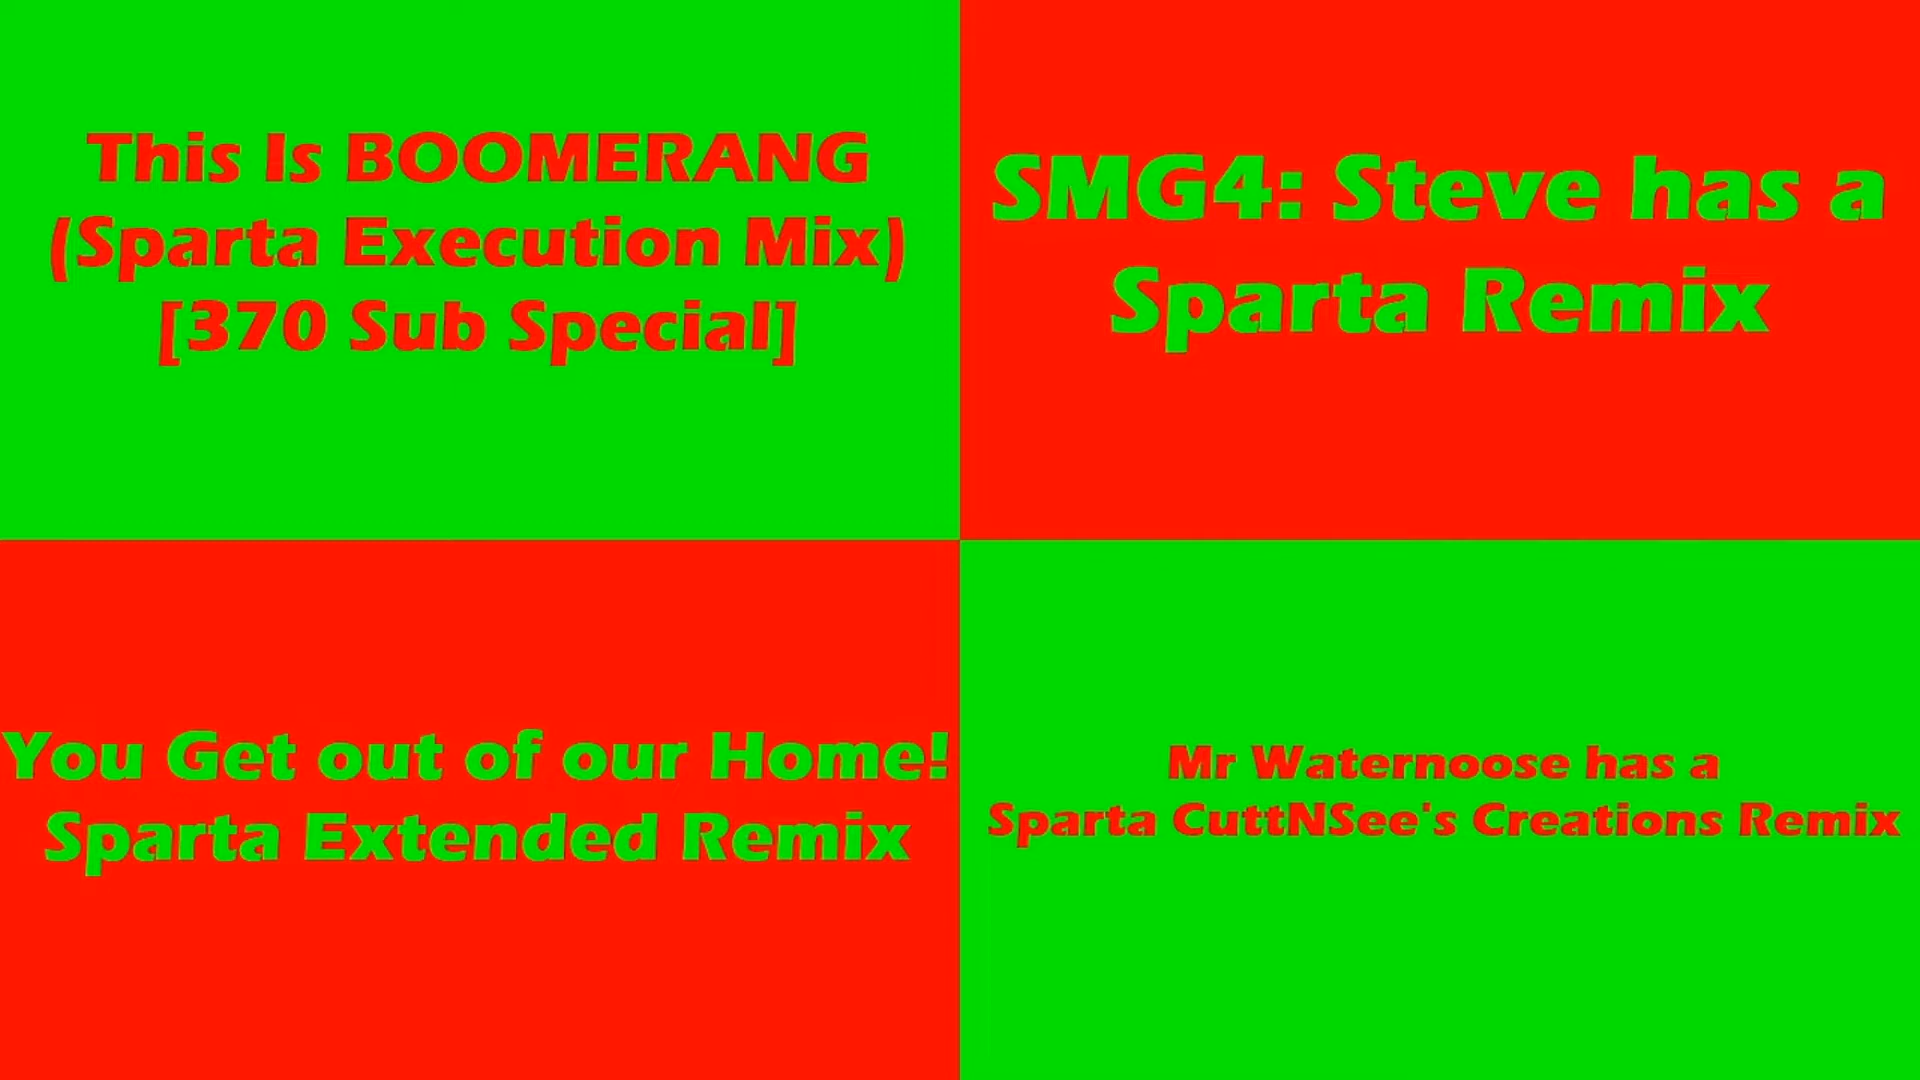 This Is BOOMERANG
(Sparta Execution Mix)
[370 Sub Special]
SMG4: Steve has a
Sparta Remix
You Get out of our Home!
Sparta Extended Remix
Mr Waternoose has a
Sparta CuttNSee's Creations Remix